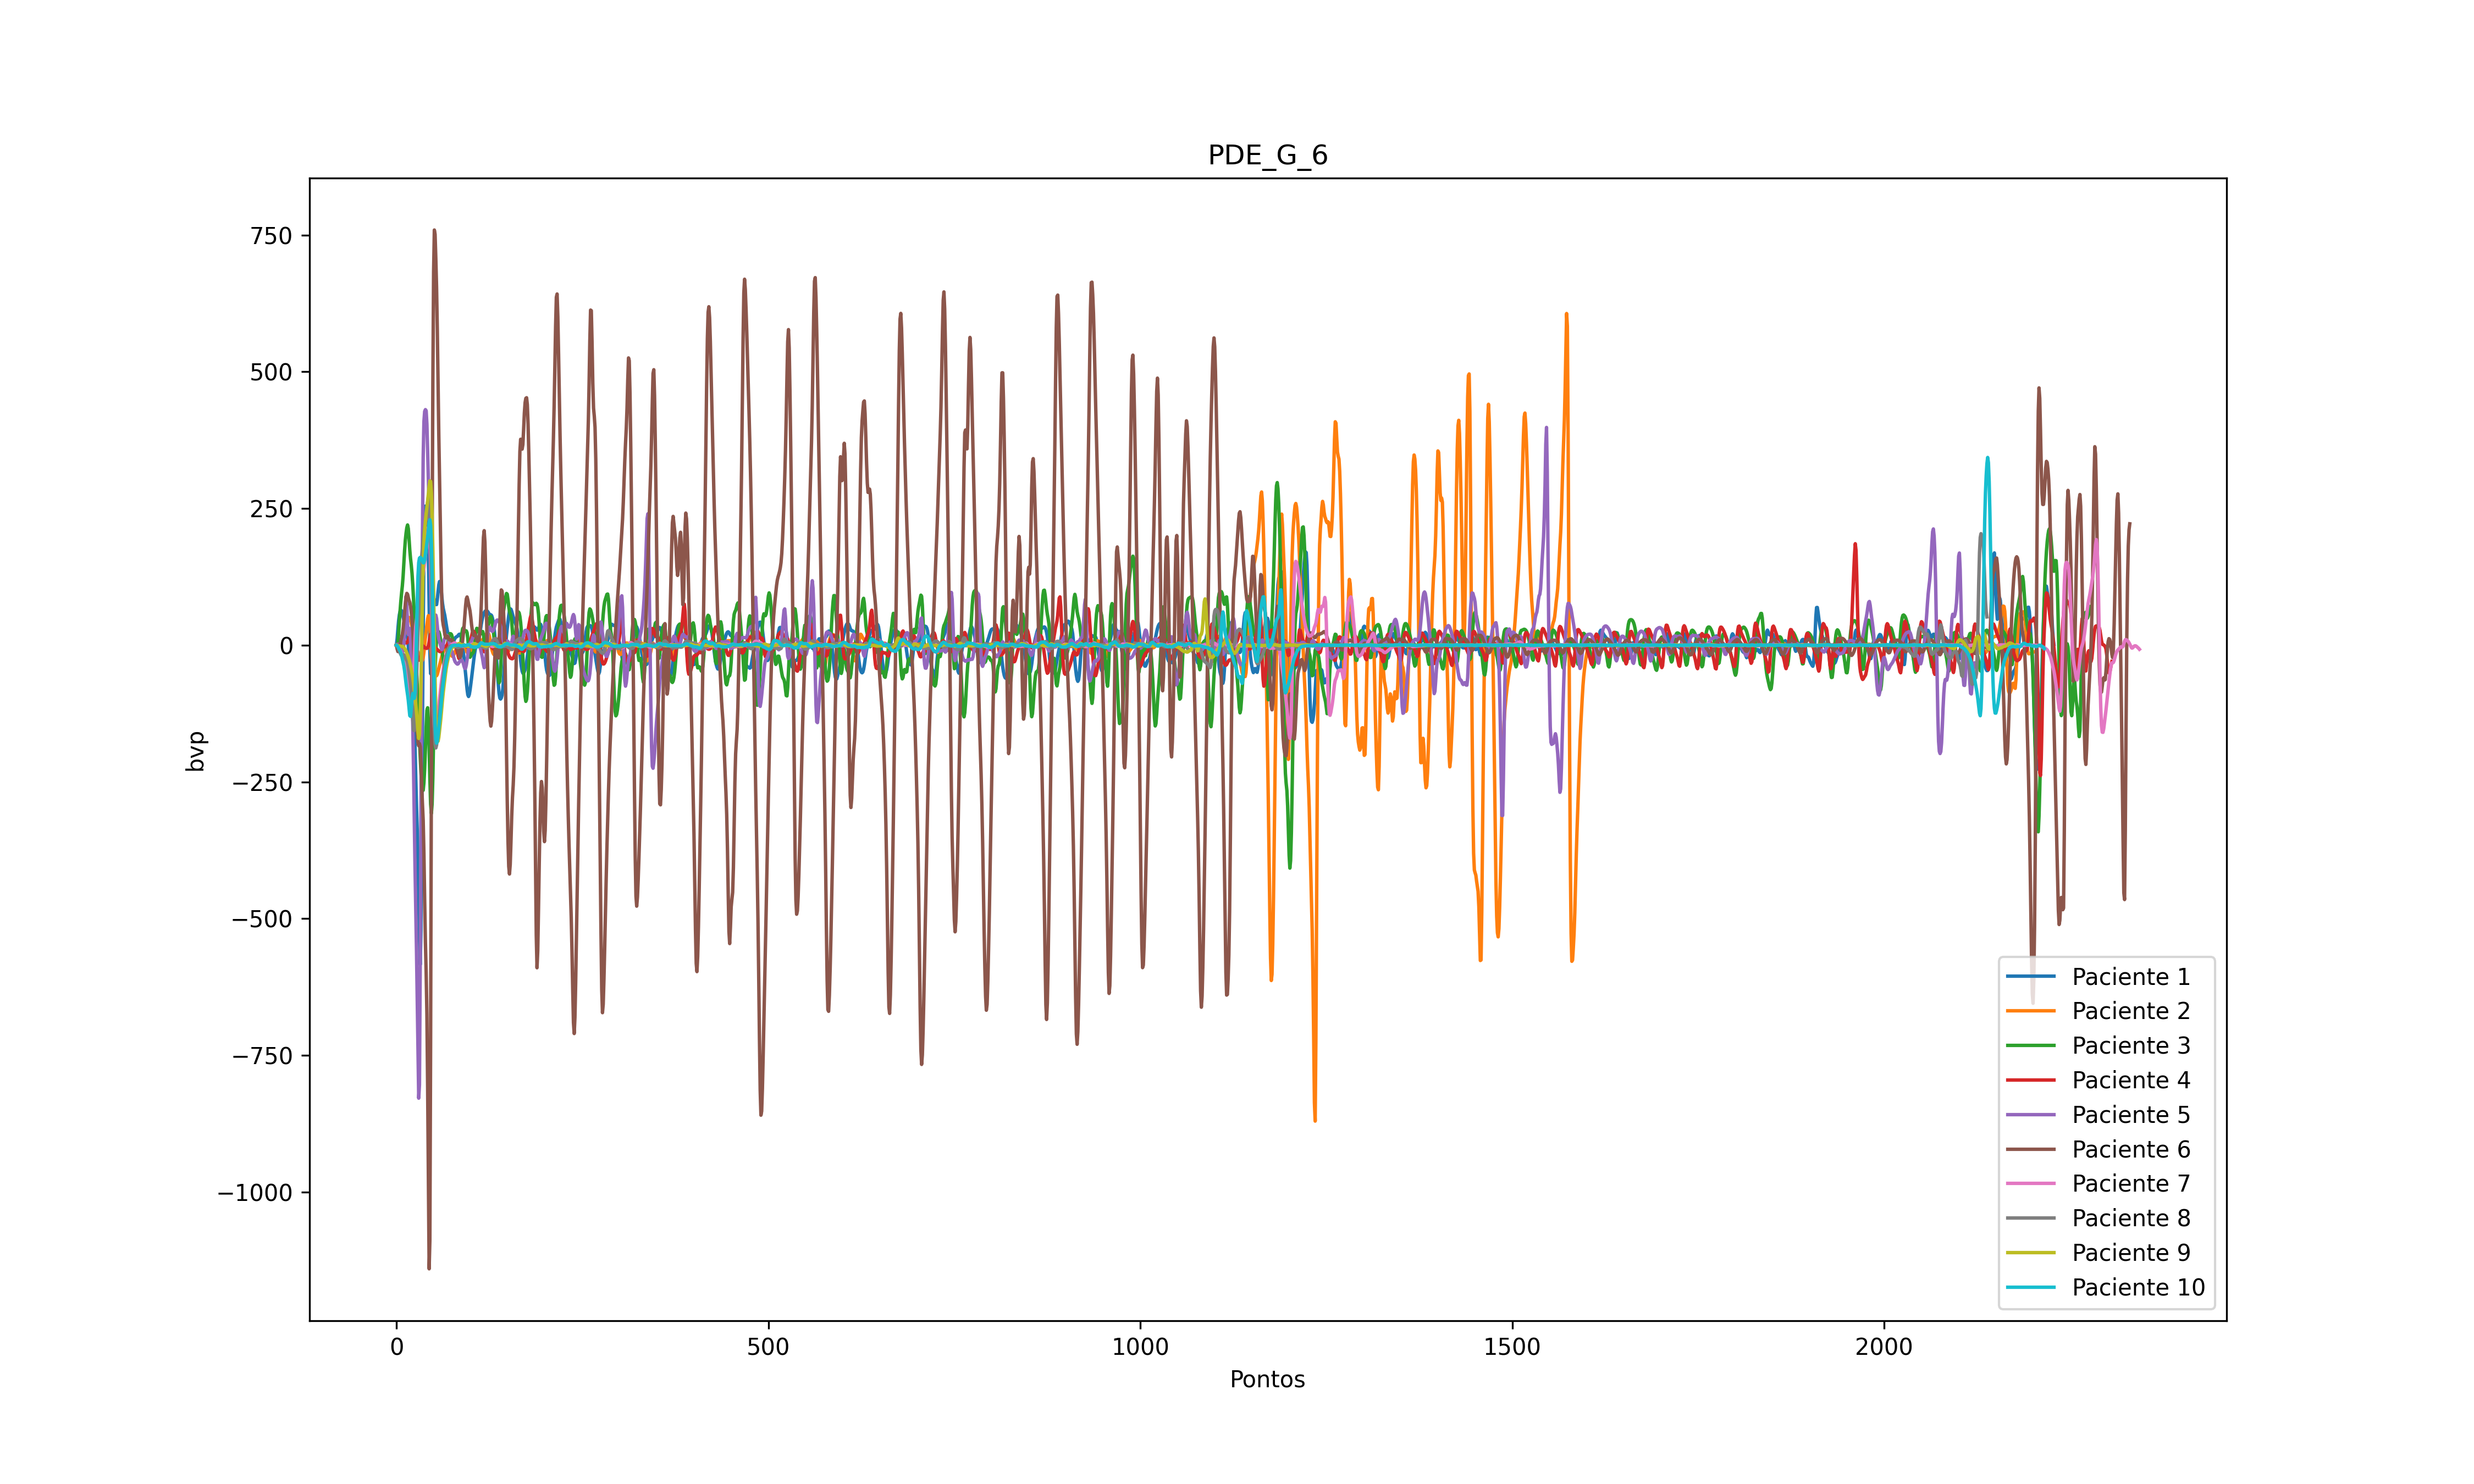 PDE_G_6
750
500
250
0
−250
−500
−750
−1000
bvp
0
500
1000
1500
2000
Pontos
Paciente 1
Paciente 2
Paciente 3
Paciente 4
Paciente 5
Paciente 6
Paciente 7
Paciente 8
Paciente 9
Paciente 10